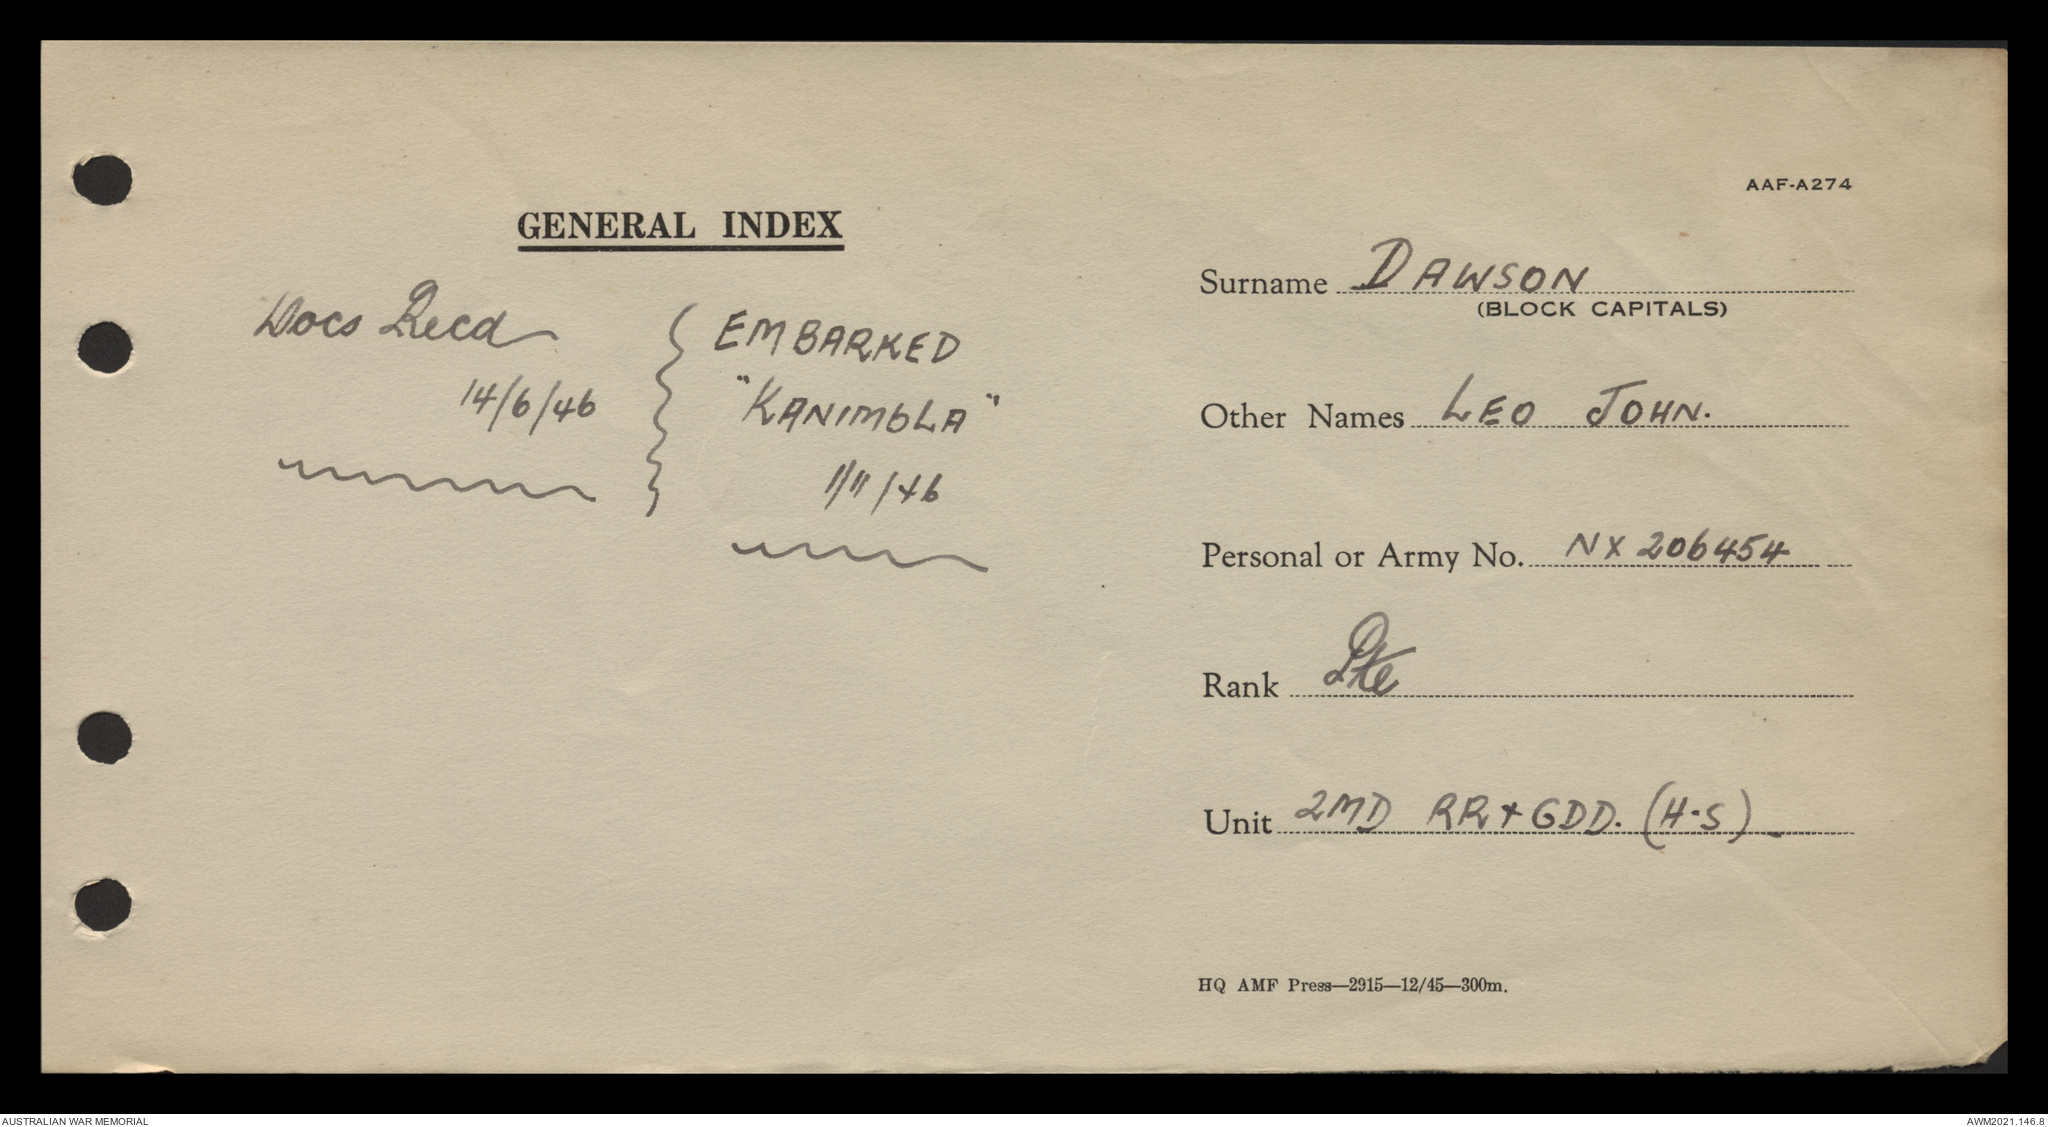 AAF-A274
GENERAL INDEX
Docs Recd
14/6/46
EMBARKED
"KANIMBLA"
1/11/46
Surname DAWSON
(BLOCK CAPITALS)
Other Names LEO JOHN.
Personal or Army No. NX 206454
Rank Pte
Unit 2MD RR + GDD. (H-S)
HQ AMF Press—2915—12/45—300m.
AUSTRALIAN WAR MEMORIAL
AWM2021.146.8